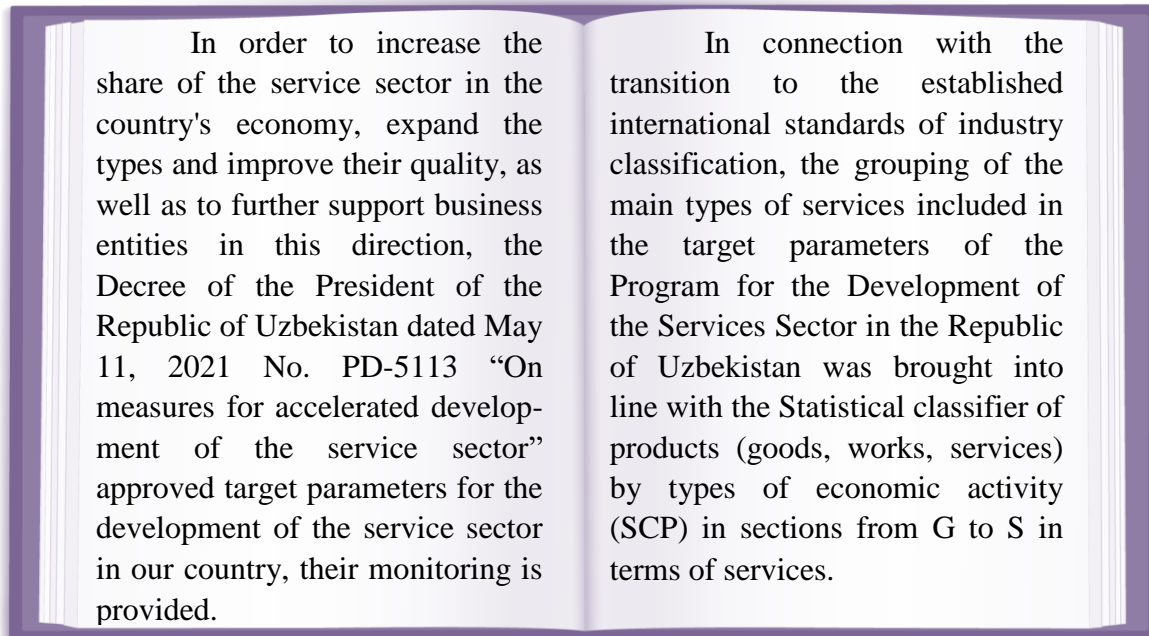 In order to increase the
share of the service sector in the
country's economy, expand the
types and improve their quality, as
well as to further support business
entities in this direction, the
Decree of the President of the
Republic of Uzbekistan dated May
11, 2021 No. PD-5113 “On
measures for accelerated develop-
ment of the service sector”
approved target parameters for the
development of the service sector
in our country, their monitoring is
provided.
In connection with the
transition to the established
international standards of industry
classification, the grouping of the
main types of services included in
the target parameters of the
Program for the Development of
the Services Sector in the Republic
of Uzbekistan was brought into
line with the Statistical classifier of
products (goods, works, services)
by types of economic activity
(SCP) in sections from G to S in
terms of services.